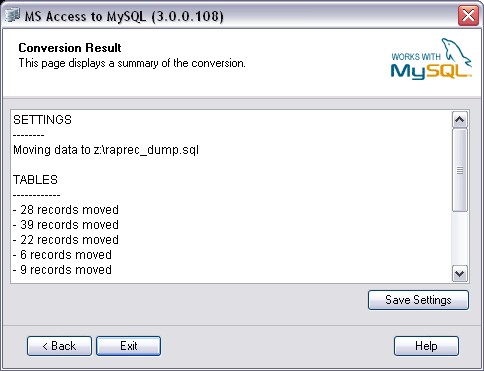 MS Access to MySQL (3.0.0.108)
Conversion Result
This page displays a summary of the conversion.
WORKS WITH
MySQL
SETTINGS
--------
Moving data to z:\raprec_dump.sql
TABLES
------------
- 28 records moved
- 39 records moved
- 22 records moved
- 6 records moved
- 9 records moved
Save Settings
< Back
Exit
Help